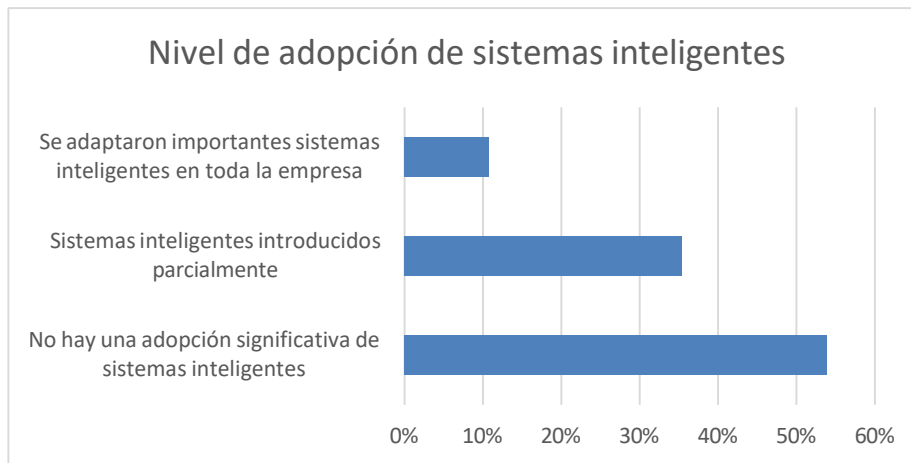 Nivel de adopción de sistemas inteligentes
Se adaptaron importantes sistemas
inteligentes en toda la empresa
Sistemas inteligentes introducidos
parcialmente
No hay una adopción significativa de
sistemas inteligentes
0% 10% 20% 30% 40% 50% 60%